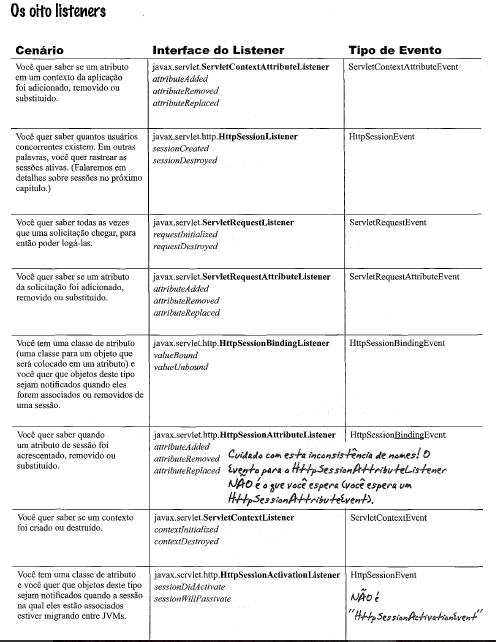 Os oito listeners
Cenário
Interface do Listener
Tipo de Evento
Você quer saber se um atributo
em um contexto da aplicação
foi adicionado, removido ou
substituído.
javax.servlet.ServletContextAttributeListener
attributeAdded
attributeRemoved
attributeReplaced
ServletContextAttributeEvent
Você quer saber quantos usuários
concorrentes existem. Em outras
palavras, você quer rastrear as
sessões ativas. (Falaremos em
detalhes sobre sessões no próximo
capítulo.)
javax.servlet.http.HttpSessionListener
sessionCreated
sessionDestroyed
HttpSessionEvent
Você quer saber todas as vezes
que uma solicitação chegar, para
então poder logá-las.
javax.servlet.ServletRequestListener
requestInitialized
requestDestroyed
ServletRequestEvent
Você quer saber se um atributo
da solicitação foi adicionado,
removido ou substituído.
javax.servlet.ServletRequestAttributeListener
attributeAdded
attributeRemoved
attributeReplaced
ServletRequestAttributeEvent
Você tem uma classe de atributo
(uma classe para um objeto que
será colocado em um atributo) e
você quer que objetos deste tipo
sejam notificados quando eles
forem associados ou removidos de
uma sessão.
javax.servlet.http.HttpSessionBindingListener
valueBound
valueUnbound
HttpSessionBindingEvent
Você quer saber quando
um atributo de sessão foi
acrescentado, removido ou
substituído.
javax.servlet.http.HttpSessionAttributeListener
attributeAdded
attributeRemoved
attributeReplaced
HttpSessionBindingEvent
Cuidado com esta inconsistência de nomes! O
Evento para o HttpSessionAttributeListener
NÃO é o que você espera (você espera um
HttpSessionAttributeEvent).
Você quer saber se um contexto
foi criado ou destruído.
javax.servlet.ServletContextListener
contextInitialized
contextDestroyed
ServletContextEvent
Você tem uma classe de atributo
e você quer que objetos deste tipo
sejam notificados quando a sessão
na qual eles estão associados
estiver migrando entre JVMs.
javax.servlet.http.HttpSessionActivationListener
sessionDidActivate
sessionWillPassivate
HttpSessionEvent
NÃO é
"HttpSessionActivationEvent"